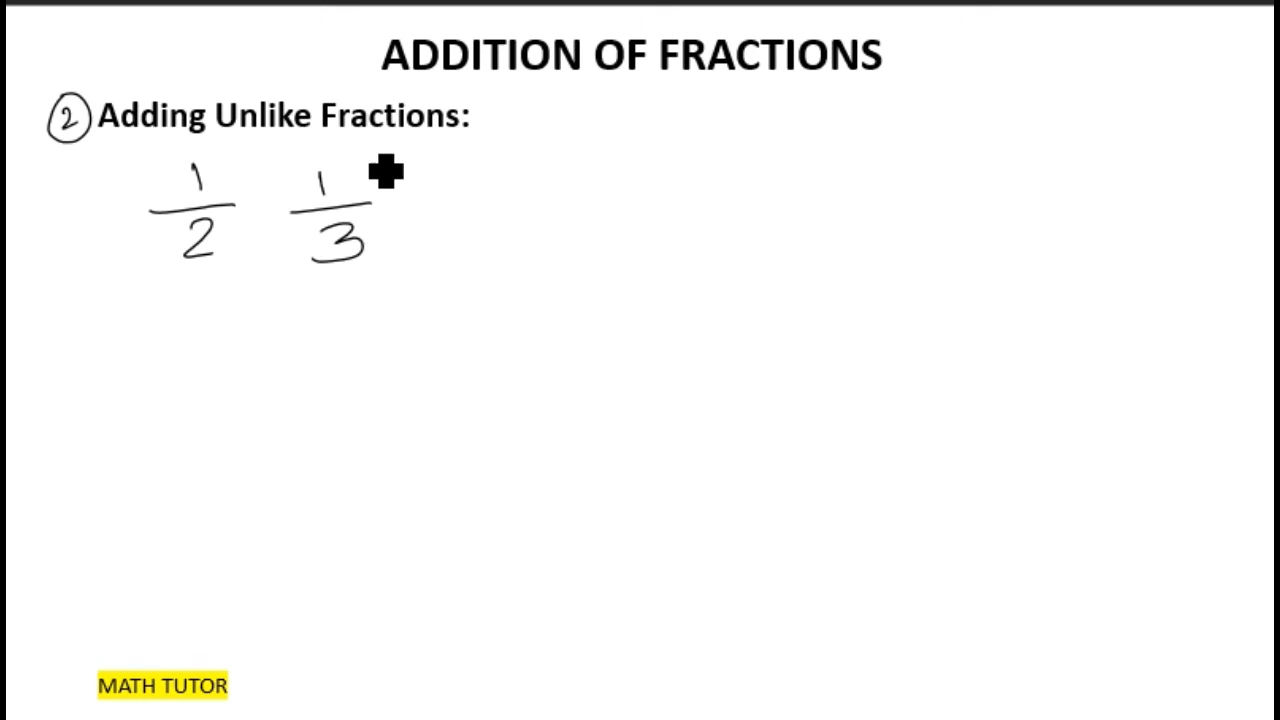 ADDITION OF FRACTIONS
2 Adding Unlike Fractions:
1/2 1/3
MATH TUTOR